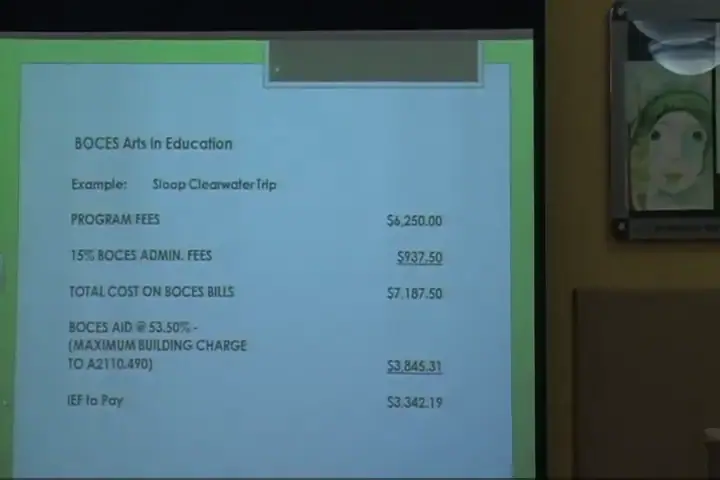 BOCES Arts in Education
Example: Sloop Clearwater Trip
PROGRAM FEES $6,250.00
15% BOCES ADMIN. FEES $937.50
TOTAL COST ON BOCES BILLS $7,187.50
BOCES AID @ 53.50% -
(MAXIMUM BUILDING CHARGE
TO A2110.490) $3,845.31
IEF to Pay $3,342.19